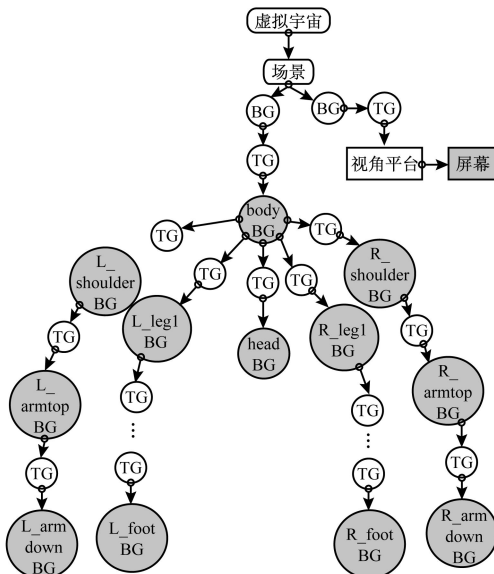 虚拟宇宙
场景
BG
BG
TG
TG
视角平台
屏幕
body
BG
TG
TG
L_
shoulder
BG
TG
TG
TG
R_
shoulder
BG
L_leg1
BG
head
BG
R_leg1
BG
TG
TG
L_
armtop
BG
TG
TG
R_
armtop
BG
⋮
⋮
TG
TG
TG
TG
L_arm
down
BG
L_foot
BG
R_foot
BG
R_arm
down
BG